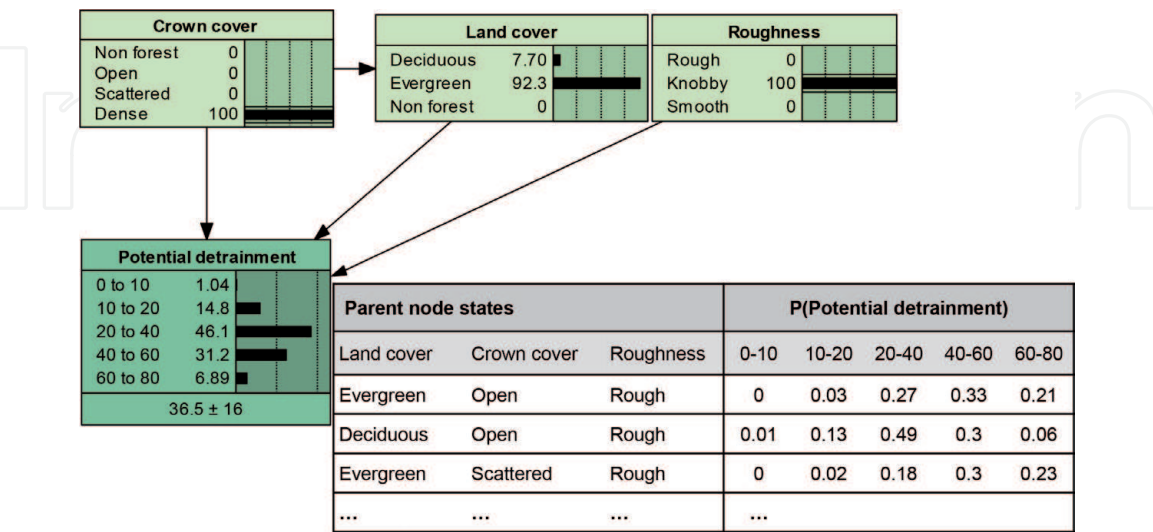 Crown cover
Non forest 0
Open 0
Scattered 0
Dense 100
Land cover
Deciduous 7.70
Evergreen 92.3
Non forest 0
Roughness
Rough 0
Knobby 100
Smooth 0
Potential detrainment
0 to 10 1.04
10 to 20 14.8
20 to 40 46.1
40 to 60 31.2
60 to 80 6.89
36.5 ± 16
Parent node states P(Potential detrainment)
Land cover Crown cover Roughness 0-10 10-20 20-40 40-60 60-80
Evergreen Open Rough 0 0.03 0.27 0.33 0.21
Deciduous Open Rough 0.01 0.13 0.49 0.3 0.06
Evergreen Scattered Rough 0 0.02 0.18 0.3 0.23
... ... ... ...